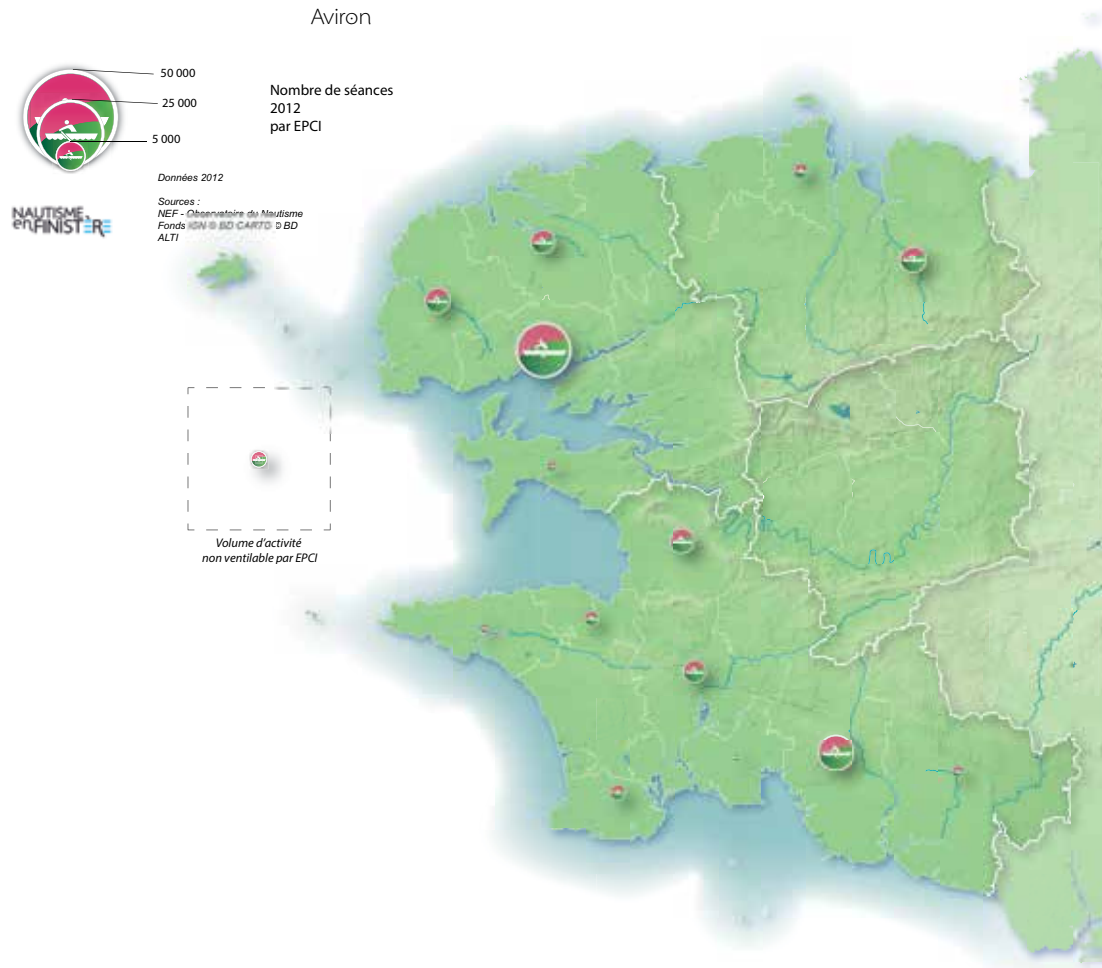 Aviron
50 000
25 000
5 000
Nombre de séances
2012
par EPCI
Données 2012
Sources :
NEF - Observatoire du Nautisme
Fonds IGN © BD CARTO © BD
ALTI
NAUTISME
en FINISTÈRE
Volume d'activité
non ventilable par EPCI